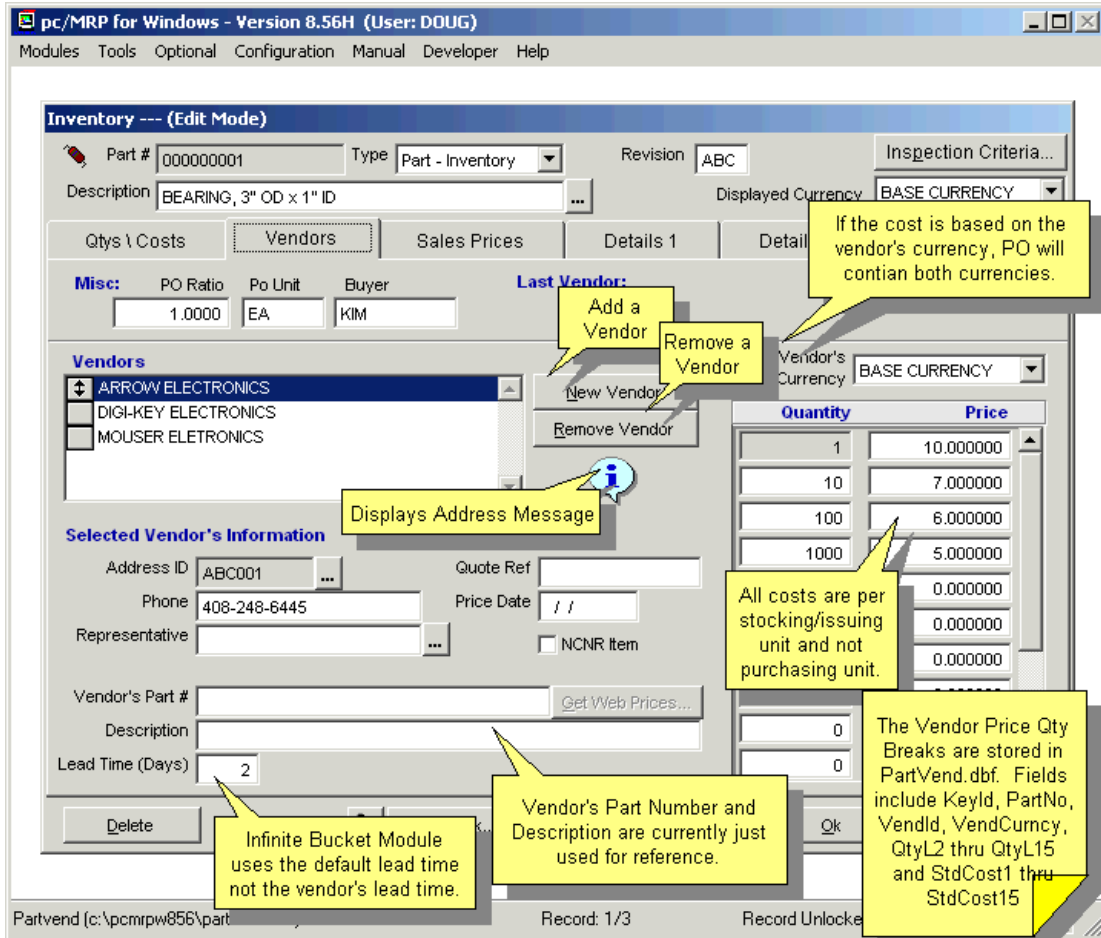 pc/MRP for Windows - Version 8.56H (User: DOUG)
Modules Tools Optional Configuration Manual Developer Help
Inventory --- (Edit Mode)
Part # 000000001 Type Part - Inventory Revision ABC Inspection Criteria...
Description BEARING, 3" OD x 1" ID ... Displayed Currency BASE CURRENCY
Qtys \ Costs Vendors Sales Prices Details 1 Detail
If the cost is based on the
vendor's currency, PO will
contian both currencies.
Misc: PO Ratio Po Unit Buyer Last Vendor:
1.0000 EA KIM
Add a
Vendor
Remove a
Vendor
Vendors
ARROW ELECTRONICS
DIGI-KEY ELECTRONICS
MOUSER ELETRONICS
New Vendor
Remove Vendor
Vendor's
Currency BASE CURRENCY
Quantity Price
1 10.000000
10 7.000000
100 6.000000
1000 5.000000
0.000000
0.000000
0.000000
0
0
Displays Address Message
All costs are per
stocking/issuing
unit and not
purchasing unit.
Selected Vendor's Information
Address ID ABC001 ... Quote Ref
Phone 408-248-6445 Price Date / /
Representative ... NCNR Item
Vendor's Part # Get Web Prices...
Description
Lead Time (Days) 2
The Vendor Price Qty
Breaks are stored in
PartVend.dbf. Fields
include KeyId, PartNo,
VendId, VendCurncy,
QtyL2 thru QtyL15
and StdCost1 thru
StdCost15
Vendor's Part Number and
Description are currently just
used for reference.
Infinite Bucket Module
uses the default lead time
not the vendor's lead time.
Delete Ok
Partvend (c:\pcmrpw856\part Record: 1/3 Record Unlocke